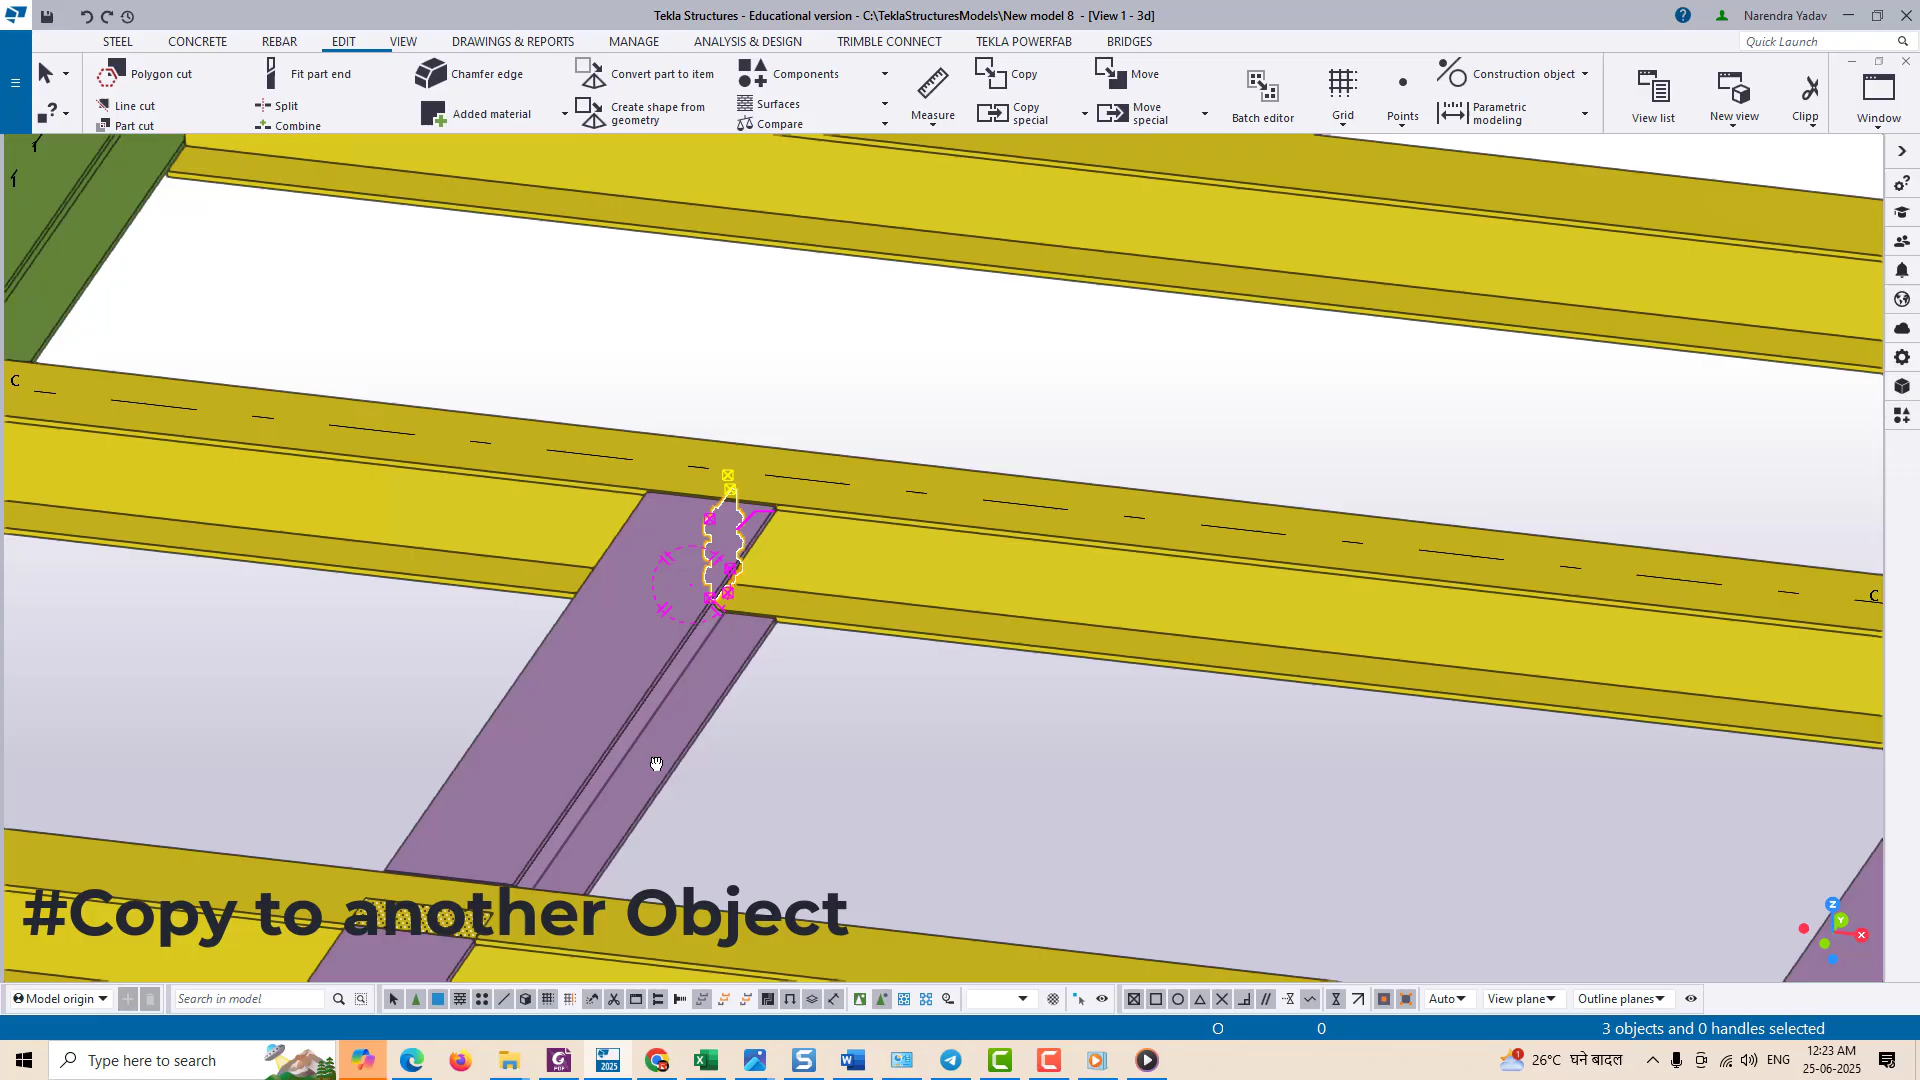 Tekla Structures - Educational version - C:\TeklaStructuresModels\New model 8 - [View 1 - 3d]
Narendra Yadav
STEEL CONCRETE REBAR EDIT VIEW DRAWINGS & REPORTS MANAGE ANALYSIS & DESIGN TRIMBLE CONNECT TEKLA POWERFAB BRIDGES
Quick Launch
Polygon cut
Line cut
Part cut
Fit part end
Split
Combine
Chamfer edge
Added material
Convert part to item
Create shape from
geometry
Components
Surfaces
Compare
Measure
Copy
Copy
special
Move
Move
special
Batch editor
Grid
Points
Construction object
Parametric
modeling
View list
New view
Clipp
Window
1
1
C
C
#Copy to another Object
Z
Y
X
Model origin
Search in model
Auto
View plane
Outline planes
O
0
3 objects and 0 handles selected
Type here to search
2025
1
26°C घने बादल
ENG
12:23 AM
25-06-2025